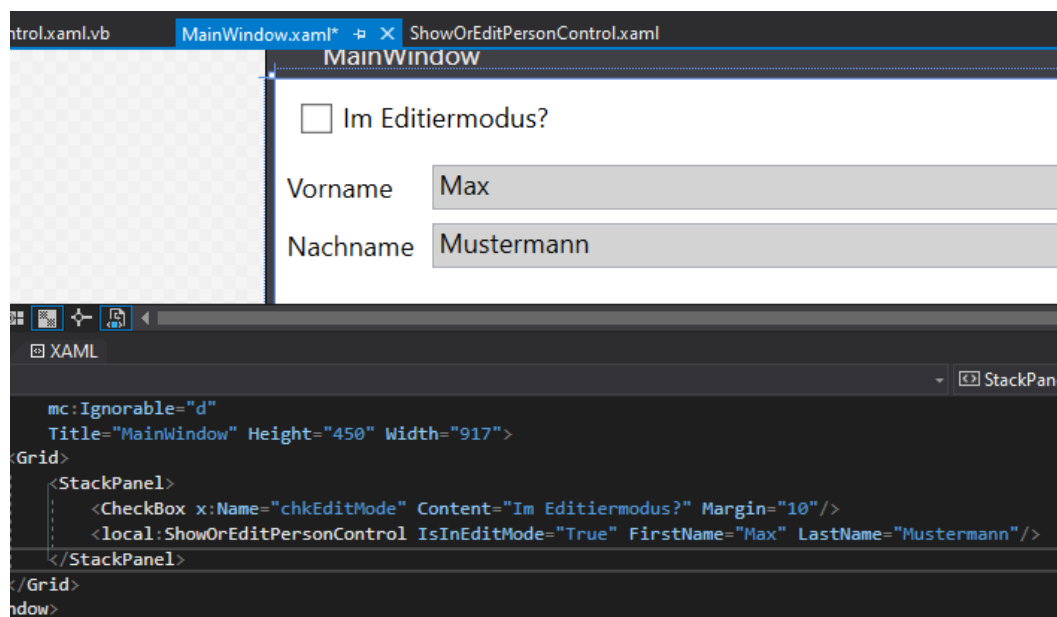 ntrol.xaml.vb MainWindow.xaml* ShowOrEditPersonControl.xaml
MainWindow
Im Editiermodus?
Vorname Max
Nachname Mustermann
XAML
StackPan
mc:Ignorable="d"
Title="MainWindow" Height="450" Width="917">
<Grid>
<StackPanel>
<CheckBox x:Name="chkEditMode" Content="Im Editiermodus?" Margin="10"/>
<local:ShowOrEditPersonControl IsInEditMode="True" FirstName="Max" LastName="Mustermann"/>
</StackPanel>
</Grid>
ndow>